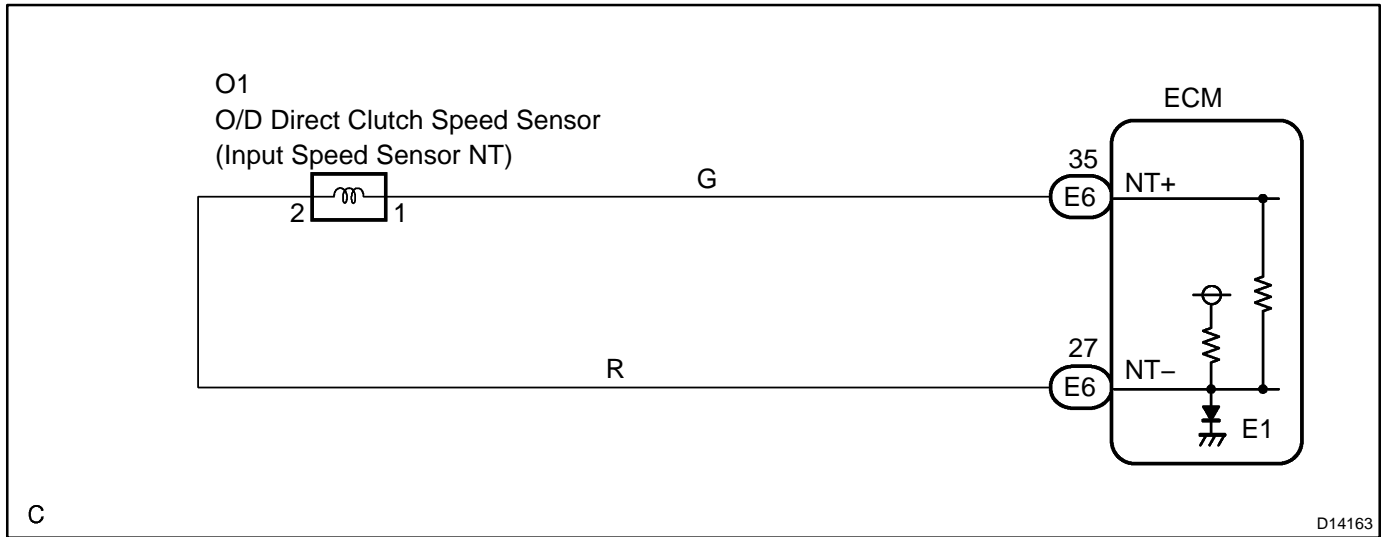 O1
O/D Direct Clutch Speed Sensor
(Input Speed Sensor NT)
2
1
G
ECM
35
E6
NT+
R
27
E6
NT−
E1
C
D14163